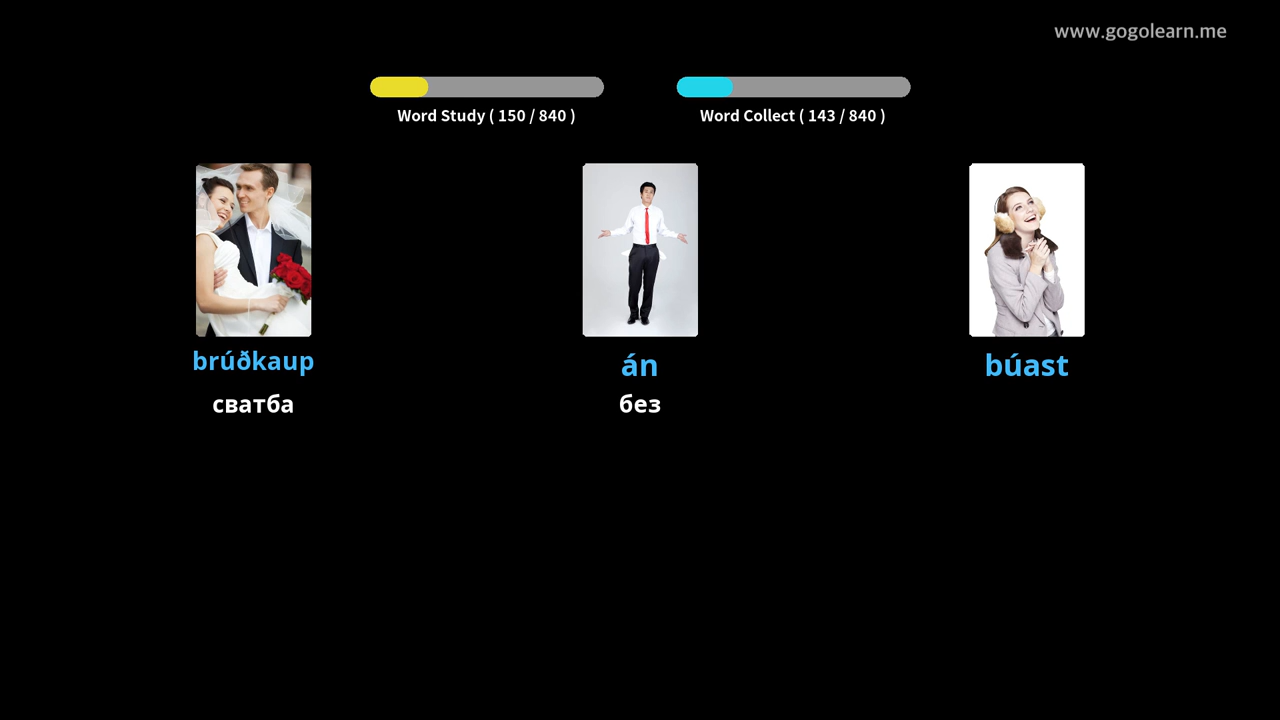 www.gogolearn.me
Word Study ( 150 / 840 )
Word Collect ( 143 / 840 )
brúðkaup
án
búast
сватба
без